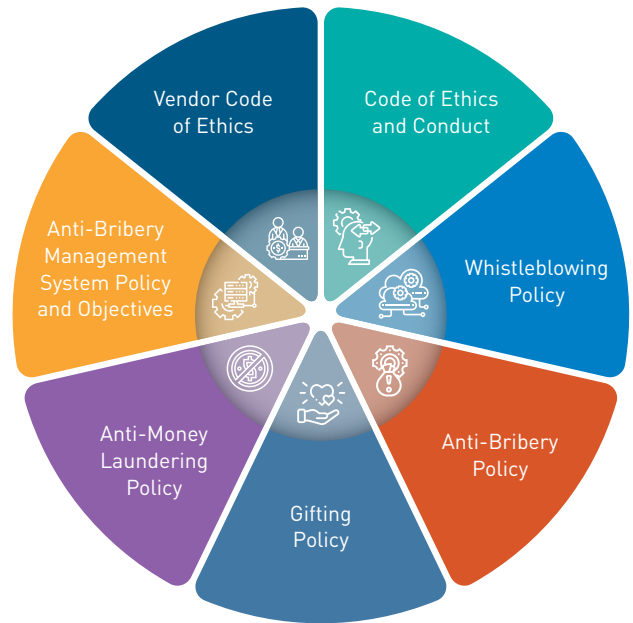 Vendor Code
of Ethics
Code of Ethics
and Conduct
Whistleblowing
Policy
Anti-Bribery
Policy
Gifting
Policy
Anti-Money
Laundering
Policy
Anti-Bribery
Management
System Policy
and Objectives